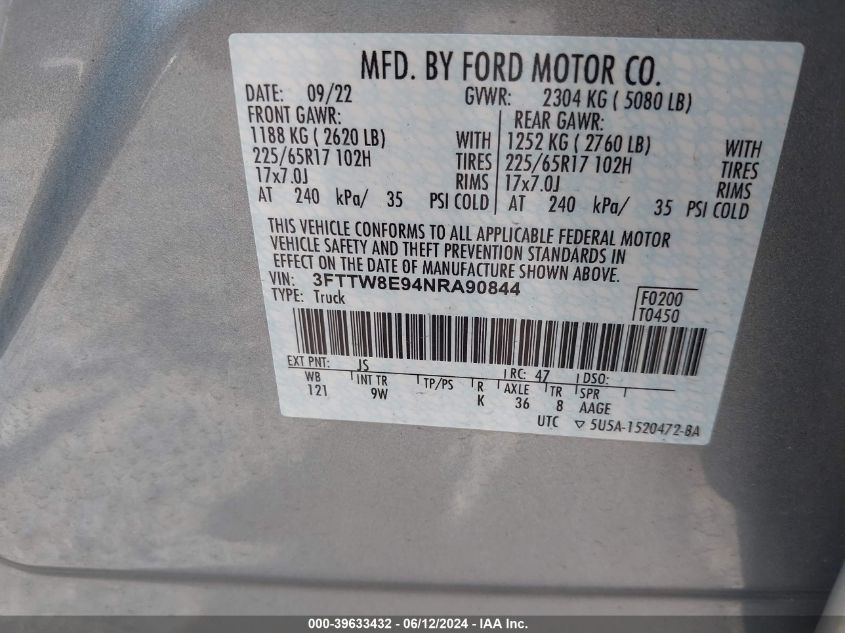 MFD. BY FORD MOTOR CO.
DATE: 09/22 GVWR: 2304 KG ( 5080 LB)
FRONT GAWR: REAR GAWR:
1188 KG ( 2620 LB) WITH 1252 KG ( 2760 LB) WITH
225/65R17 102H TIRES 225/65R17 102H TIRES
17x7.0J RIMS 17x7.0J RIMS
AT 240 kPa/ 35 PSI COLD AT 240 kPa/ 35 PSI COLD
THIS VEHICLE CONFORMS TO ALL APPLICABLE FEDERAL MOTOR
VEHICLE SAFETY AND THEFT PREVENTION STANDARDS IN
EFFECT ON THE DATE OF MANUFACTURE SHOWN ABOVE.
VIN: 3FTTW8E94NRA90844 F0200
TYPE: Truck T0450
EXT PNT: JS RC: 47 DSO:
WB INT TR TP/PS R AXLE TR SPR
121 9W K 36 8 AAGE
UTC ▽ 5U5A-1520472-BA
000-39633432 - 06/12/2024 - IAA Inc.